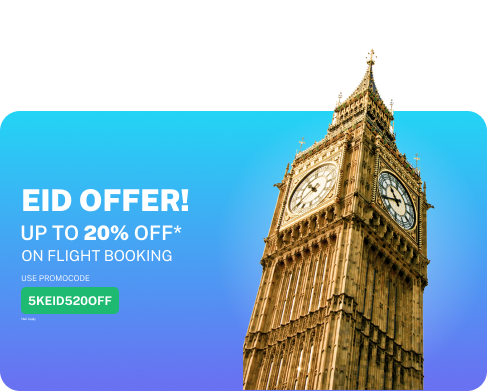 EID OFFER!
UP TO 20% OFF*
ON FLIGHT BOOKING
USE PROMOCODE
5KEID520OFF